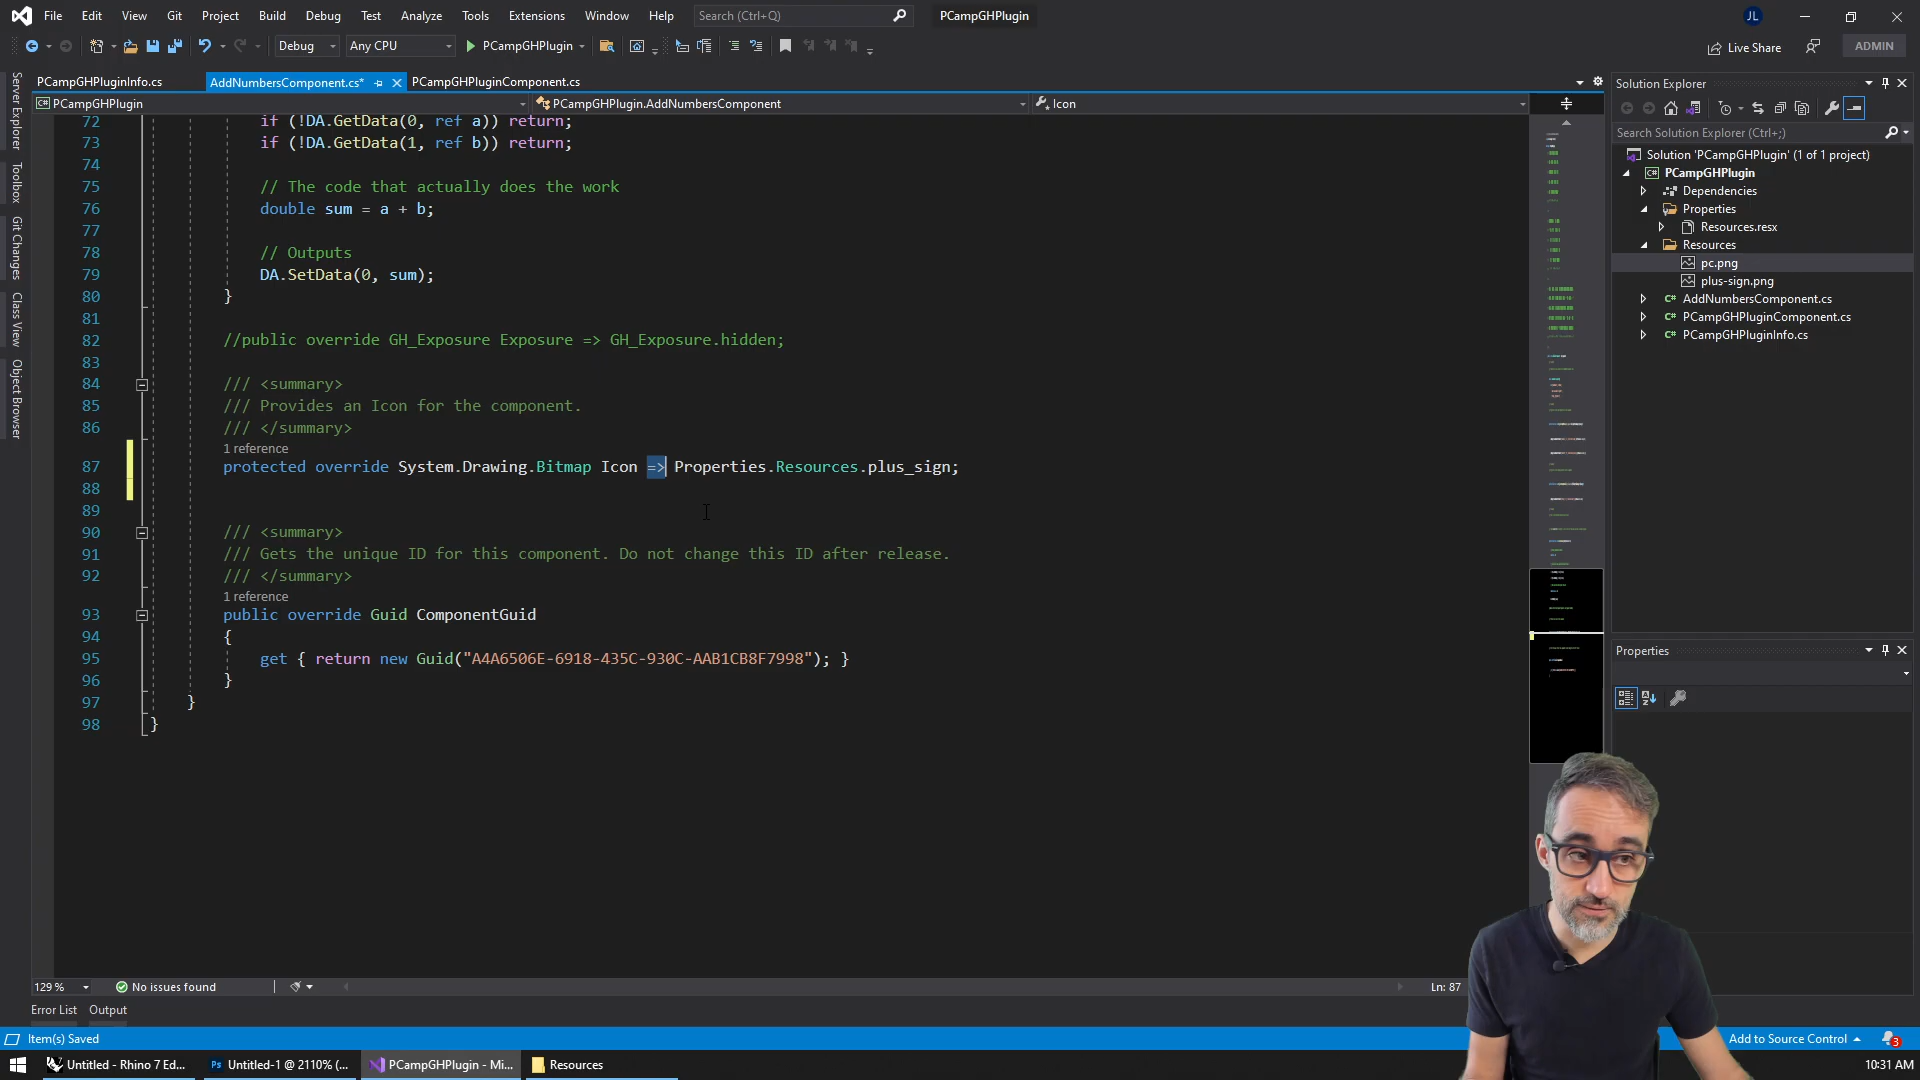 File Edit View Git Project Build Debug Test Analyze Tools Extensions Window Help Search (Ctrl+Q) PCampGHPlugin JL
Debug Any CPU PCampGHPlugin Live Share ADMIN
PCampGHPluginInfo.cs AddNumbersComponent.cs* PCampGHPluginComponent.cs
PCampGHPlugin PCampGHPlugin.AddNumbersComponent Icon
Server Explorer
Toolbox
Git Changes
Class View
Object Browser
72 if (!DA.GetData(0, ref a)) return;
73 if (!DA.GetData(1, ref b)) return;
74
75 // The code that actually does the work
76 double sum = a + b;
77
78 // Outputs
79 DA.SetData(0, sum);
80 }
81
82 //public override GH_Exposure Exposure => GH_Exposure.hidden;
83
84 /// <summary>
85 /// Provides an Icon for the component.
86 /// </summary>
1 reference
87 protected override System.Drawing.Bitmap Icon => Properties.Resources.plus_sign;
88
89
90 /// <summary>
91 /// Gets the unique ID for this component. Do not change this ID after release.
92 /// </summary>
1 reference
93 public override Guid ComponentGuid
94 {
95 get { return new Guid("A4A6506E-6918-435C-930C-AAB1CB8F7998"); }
96 }
97 }
98 }
Solution Explorer
Search Solution Explorer (Ctrl+;)
Solution 'PCampGHPlugin' (1 of 1 project)
PCampGHPlugin
Dependencies
Properties
Resources.resx
Resources
pc.png
plus-sign.png
AddNumbersComponent.cs
PCampGHPluginComponent.cs
PCampGHPluginInfo.cs
Properties
129 % No issues found Ln: 87
Error List Output
Item(s) Saved Add to Source Control 3
Untitled - Rhino 7 Ed... Untitled-1 @ 2110% (... PCampGHPlugin - Mi... Resources 10:31 AM